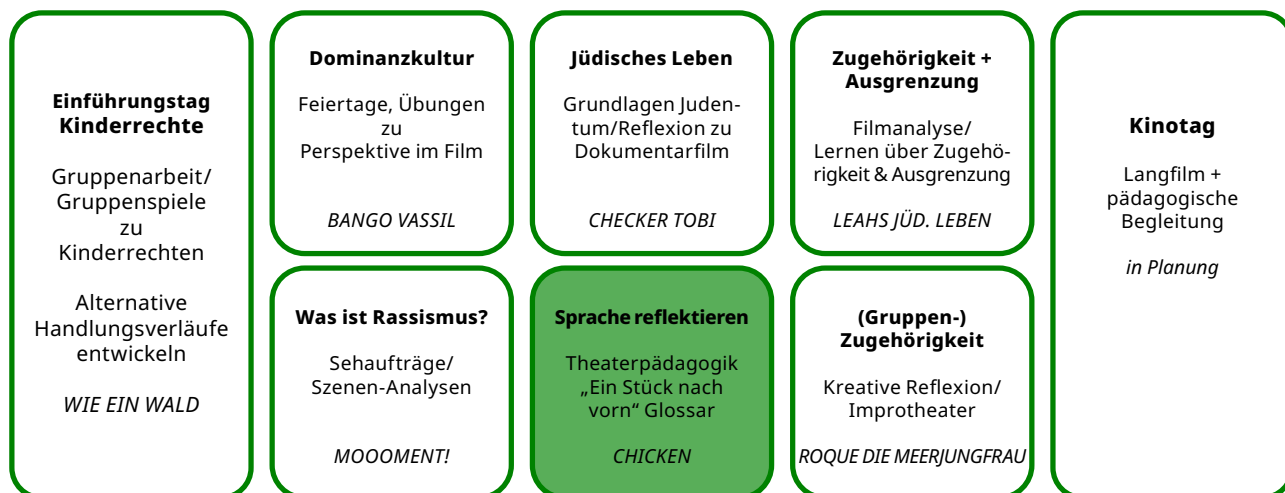 Einführungstag
Kinderrechte
Gruppenarbeit/
Gruppenspiele
zu
Kinderrechten
Alternative
Handlungsverläufe
entwickeln
WIE EIN WALD
Dominanzkultur
Feiertage, Übungen
zu
Perspektive im Film
BANGO VASSIL
Jüdisches Leben
Grundlagen Juden-
tum/Reflexion zu
Dokumentarfilm
CHECKER TOBI
Zugehörigkeit +
Ausgrenzung
Filmanalyse/
Lernen über Zugehö-
rigkeit & Ausgrenzung
LEAHS JÜD. LEBEN
Was ist Rassismus?
Sehaufträge/
Szenen-Analysen
MOOOMENT!
Sprache reflektieren
Theaterpädagogik
„Ein Stück nach
vorn“ Glossar
CHICKEN
(Gruppen-)
Zugehörigkeit
Kreative Reflexion/
Improtheater
ROQUE DIE MEERJUNGFRAU
Kinotag
Langfilm +
pädagogische
Begleitung
in Planung